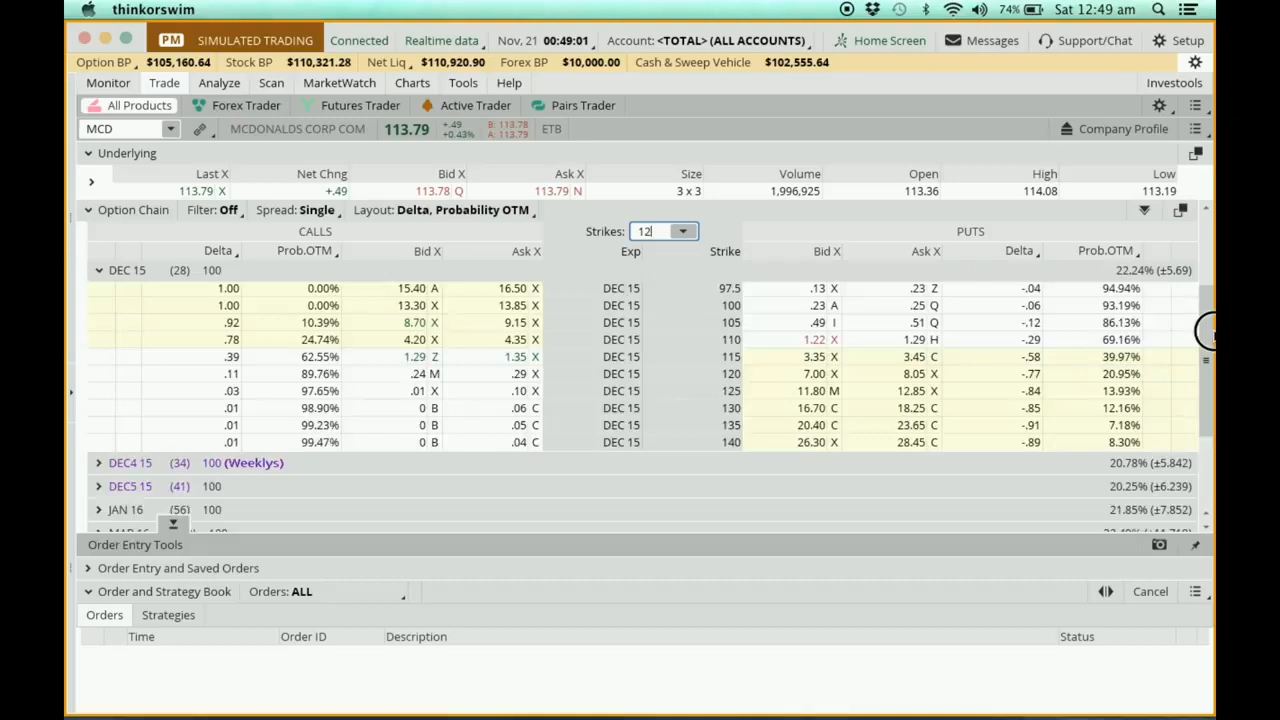 thinkorswim 74% Sat 12:49 am
PM SIMULATED TRADING Connected Realtime data Nov, 21 00:49:01 Account: <TOTAL> (ALL ACCOUNTS) Home Screen Messages Support/Chat Setup
Option BP $105,160.64 Stock BP $110,321.28 Net Liq $110,920.90 Forex BP $10,000.00 Cash & Sweep Vehicle $102,555.64
Monitor Trade Analyze Scan MarketWatch Charts Tools Help Investools
All Products Forex Trader Futures Trader Active Trader Pairs Trader
MCD MCDONALDS CORP COM 113.79 +.49 +0.43% B: 113.78 A: 113.79 ETB Company Profile
Underlying
Last X Net Chng Bid X Ask X Size Volume Open High Low
113.79 X +.49 113.78 Q 113.79 N 3 x 3 1,996,925 113.36 114.08 113.19
Option Chain Filter: Off Spread: Single Layout: Delta, Probability OTM
CALLS Strikes: 12 PUTS
Delta Prob.OTM Bid X Ask X Exp Strike Bid X Ask X Delta Prob.OTM
DEC 15 (28) 100 22.24% (±5.69)
1.00 0.00% 15.40 A 16.50 X DEC 15 97.5 .13 X .23 Z -.04 94.94%
1.00 0.00% 13.30 X 13.85 X DEC 15 100 .23 A .25 Q -.06 93.19%
.92 10.39% 8.70 X 9.15 X DEC 15 105 .49 I .51 Q -.12 86.13%
.78 24.74% 4.20 X 4.35 X DEC 15 110 1.22 X 1.29 H -.29 69.16%
.39 62.55% 1.29 Z 1.35 X DEC 15 115 3.35 X 3.45 C -.58 39.97%
.11 89.76% .24 M .29 X DEC 15 120 7.00 X 8.05 X -.77 20.95%
.03 97.65% .01 X .10 X DEC 15 125 11.80 M 12.85 X -.84 13.93%
.01 98.90% 0 B .06 C DEC 15 130 16.70 C 18.25 C -.85 12.16%
.01 99.23% 0 B .05 C DEC 15 135 20.40 C 23.65 C -.91 7.18%
.01 99.47% 0 B .04 C DEC 15 140 26.30 X 28.45 C -.89 8.30%
DEC4 15 (34) 100 (Weeklys) 20.78% (±5.842)
DEC5 15 (41) 100 20.25% (±6.239)
JAN 16 (56) 100 21.85% (±7.852)
Order Entry Tools
Order Entry and Saved Orders
Order and Strategy Book Orders: ALL Cancel
Orders Strategies
Time Order ID Description Status